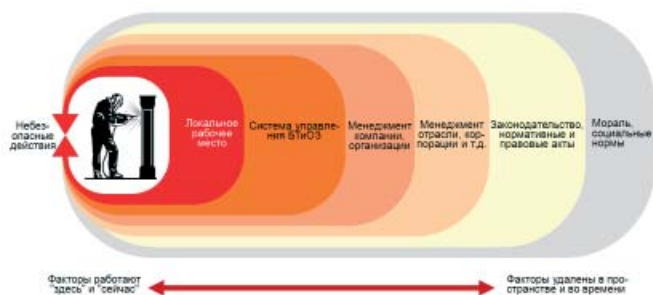 Небез-
опасные
действия
Локальное
рабочее
место
Система управле-
ния БТиОЗ
Менеджмент
компании,
организации
Менеджмент
отрасли, кор-
порации и т.д.
Законодательство,
нормативные и
правовые акты
Мораль,
социальные
нормы
Факторы работают
"здесь" и "сейчас"
Факторы удалены в про-
странстве и во времени